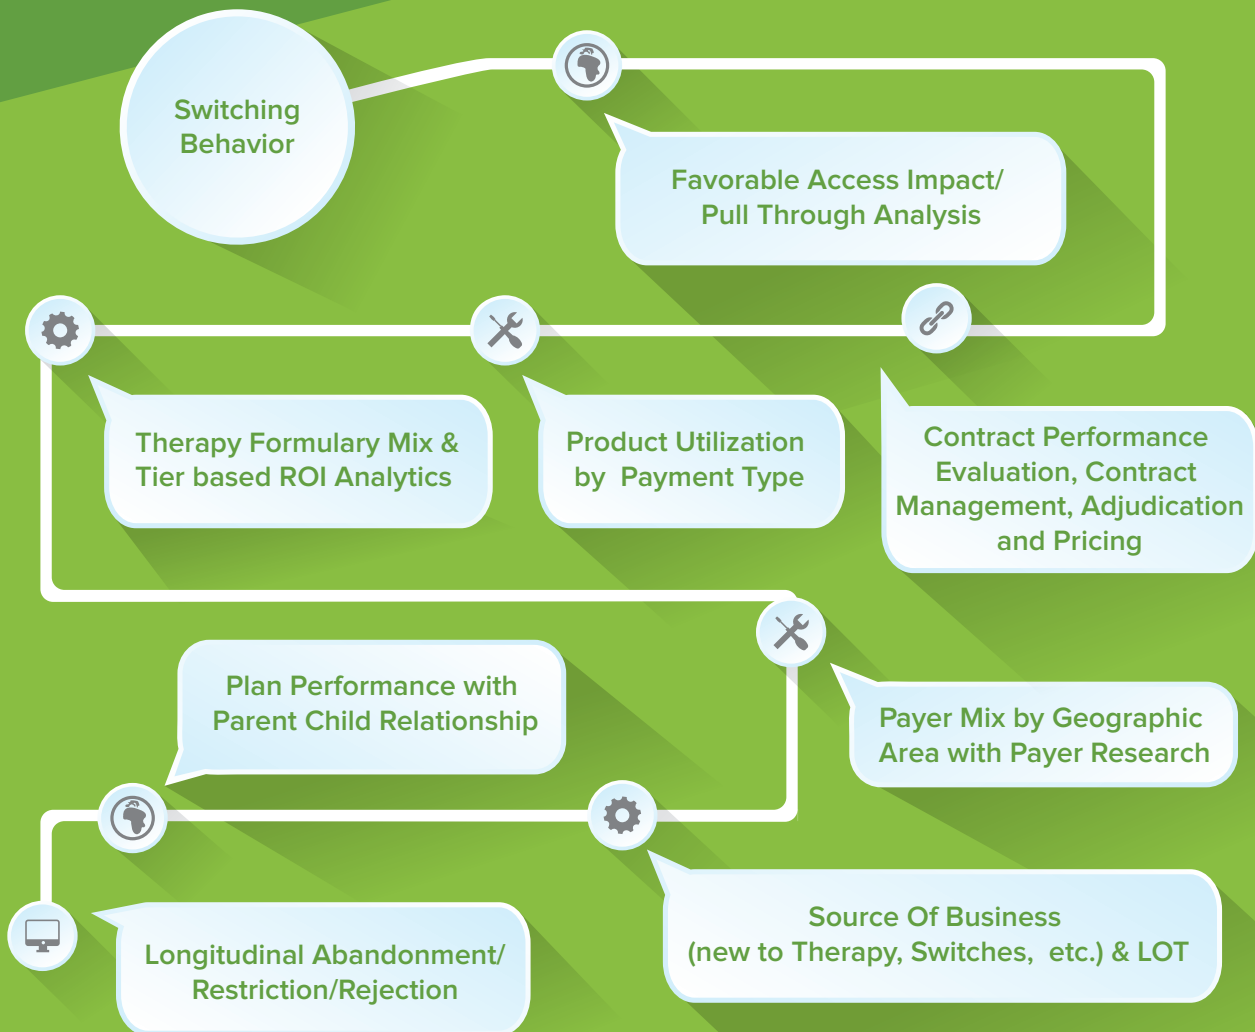 Switching
Behavior
Favorable Access Impact/
Pull Through Analysis
Therapy Formulary Mix &
Tier based ROI Analytics
Product Utilization
by Payment Type
Contract Performance
Evaluation, Contract
Management, Adjudication
and Pricing
Plan Performance with
Parent Child Relationship
Payer Mix by Geographic
Area with Payer Research
Source Of Business
(new to Therapy, Switches, etc.) & LOT
Longitudinal Abandonment/
Restriction/Rejection